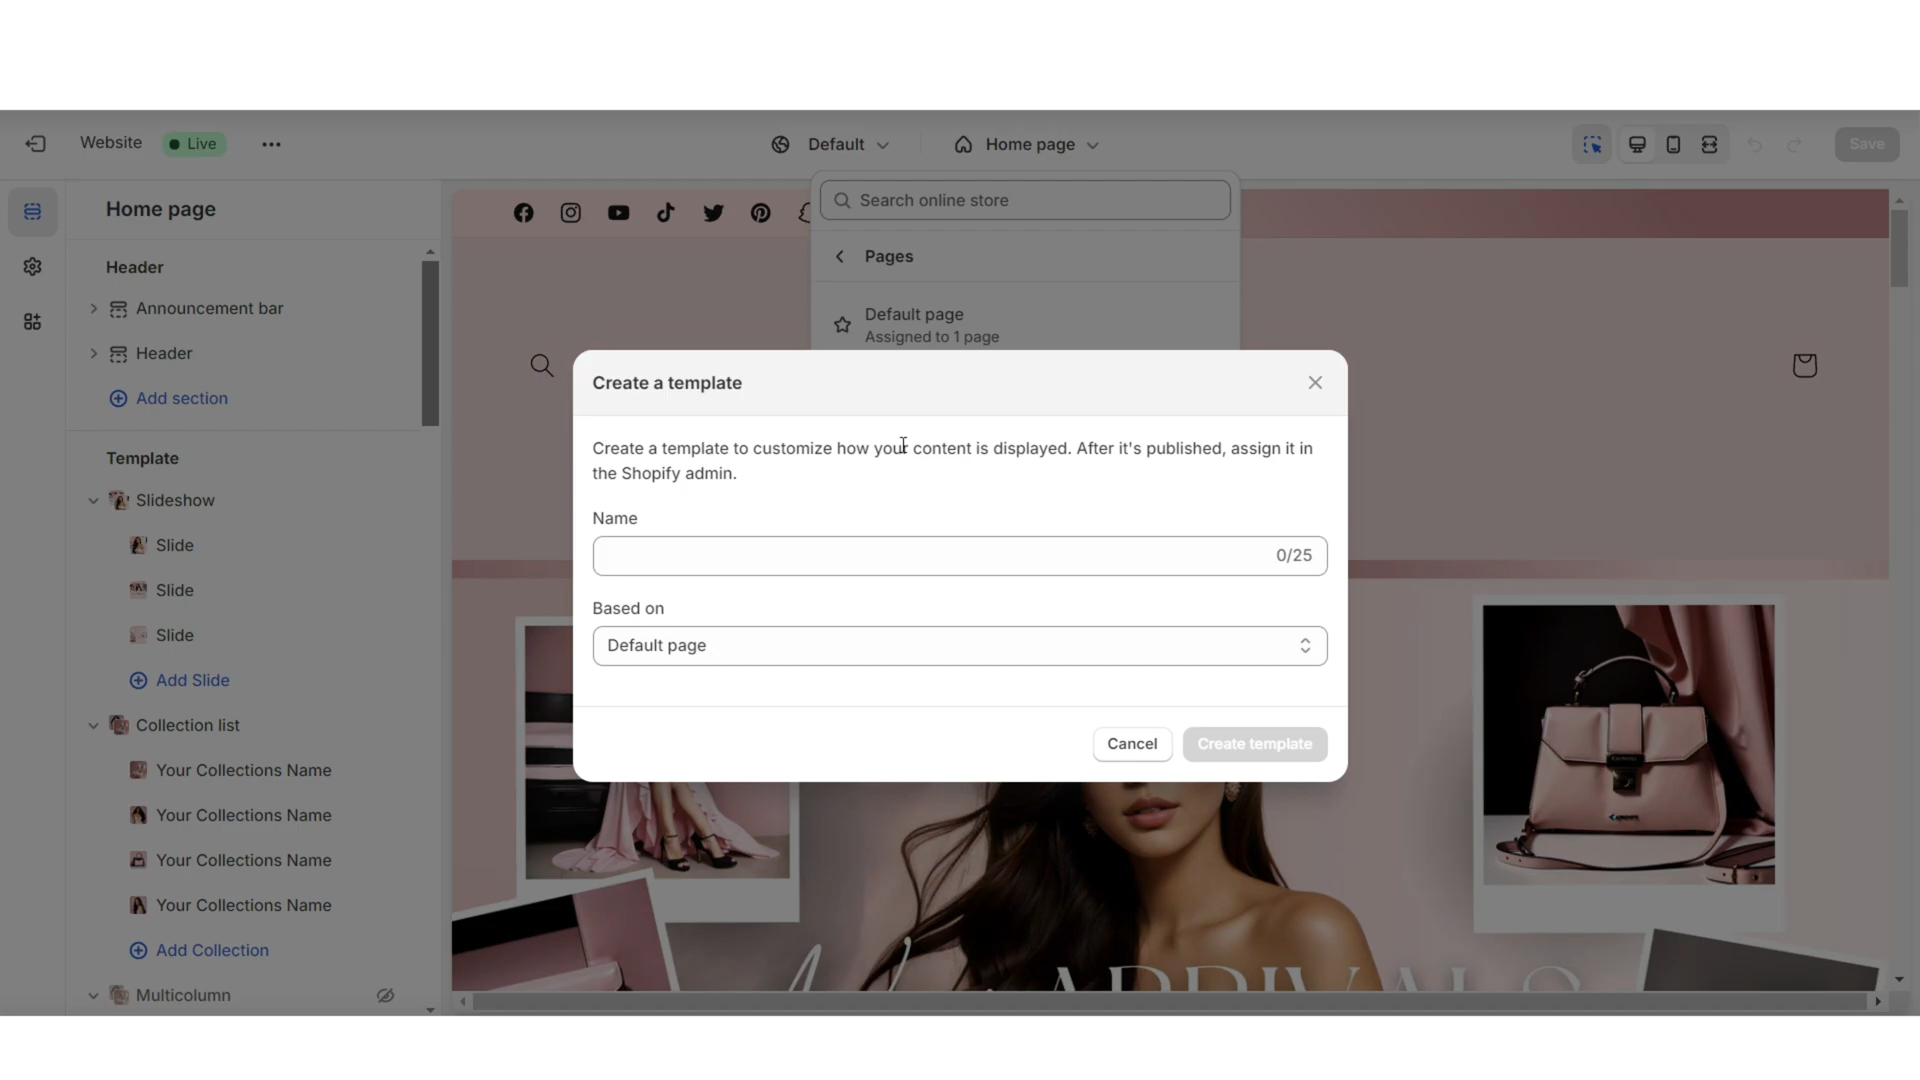 Website
Live
Default
Home page
Save
Home page
Search online store
Pages
Header
Default page
Assigned to 1 page
Announcement bar
Header
Add section
Create a template
Create a template to customize how your content is displayed. After it's published, assign it in
the Shopify admin.
Name
0/25
Based on
Default page
Cancel
Create template
Template
Slideshow
Slide
Slide
Slide
Add Slide
Collection list
Your Collections Name
Your Collections Name
Your Collections Name
Your Collections Name
Add Collection
Multicolumn
ARRIVALS